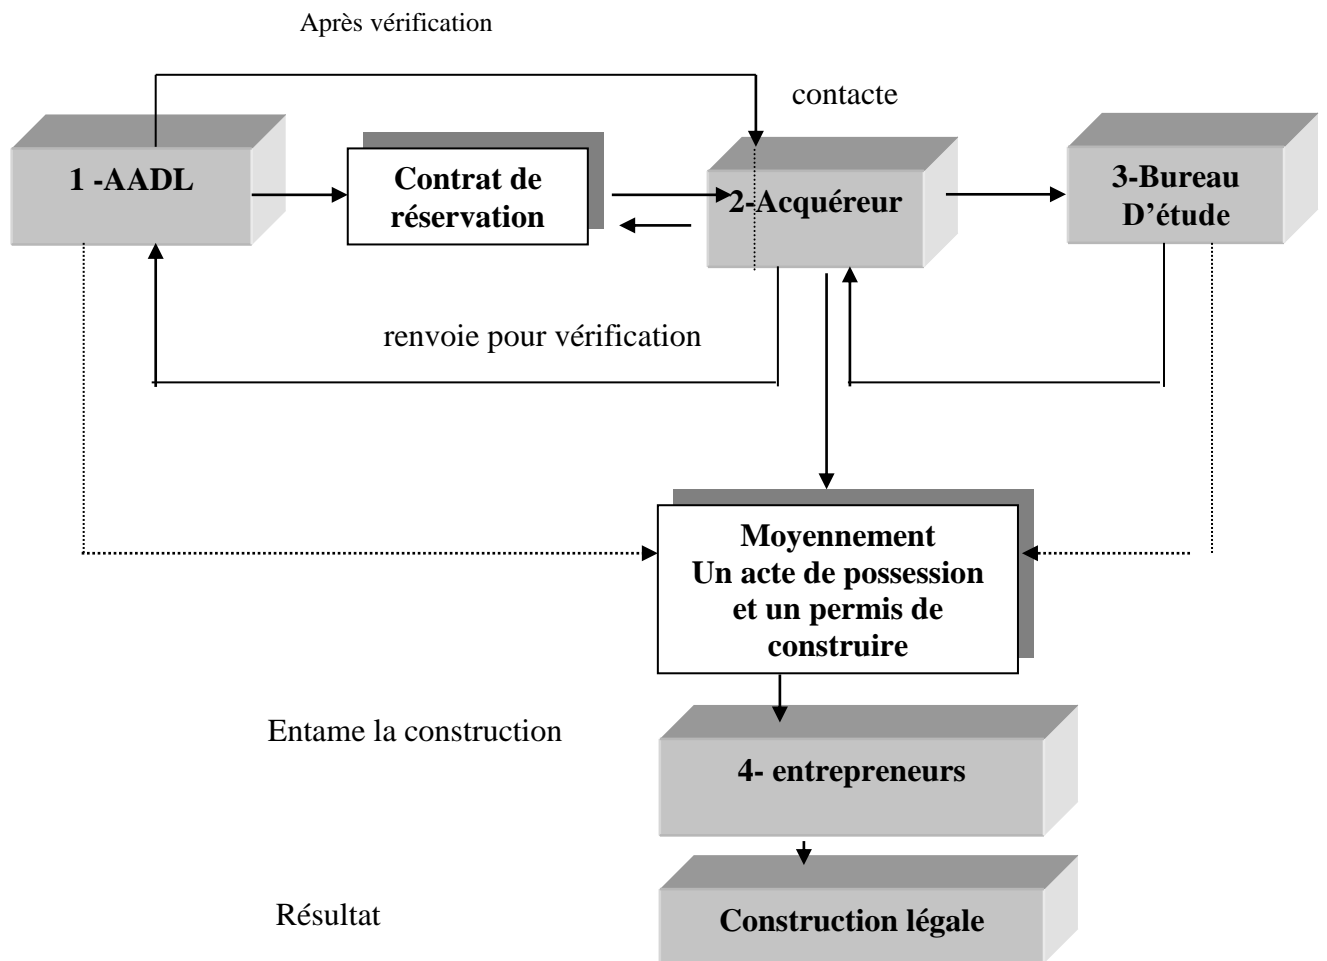 Après vérification
contacte
1 -AADL
Contrat de
réservation
2-Acquéreur
3-Bureau
D’étude
renvoie pour vérification
Moyennement
Un acte de possession
et un permis de
construire
Entame la construction
4- entrepreneurs
Résultat
Construction légale